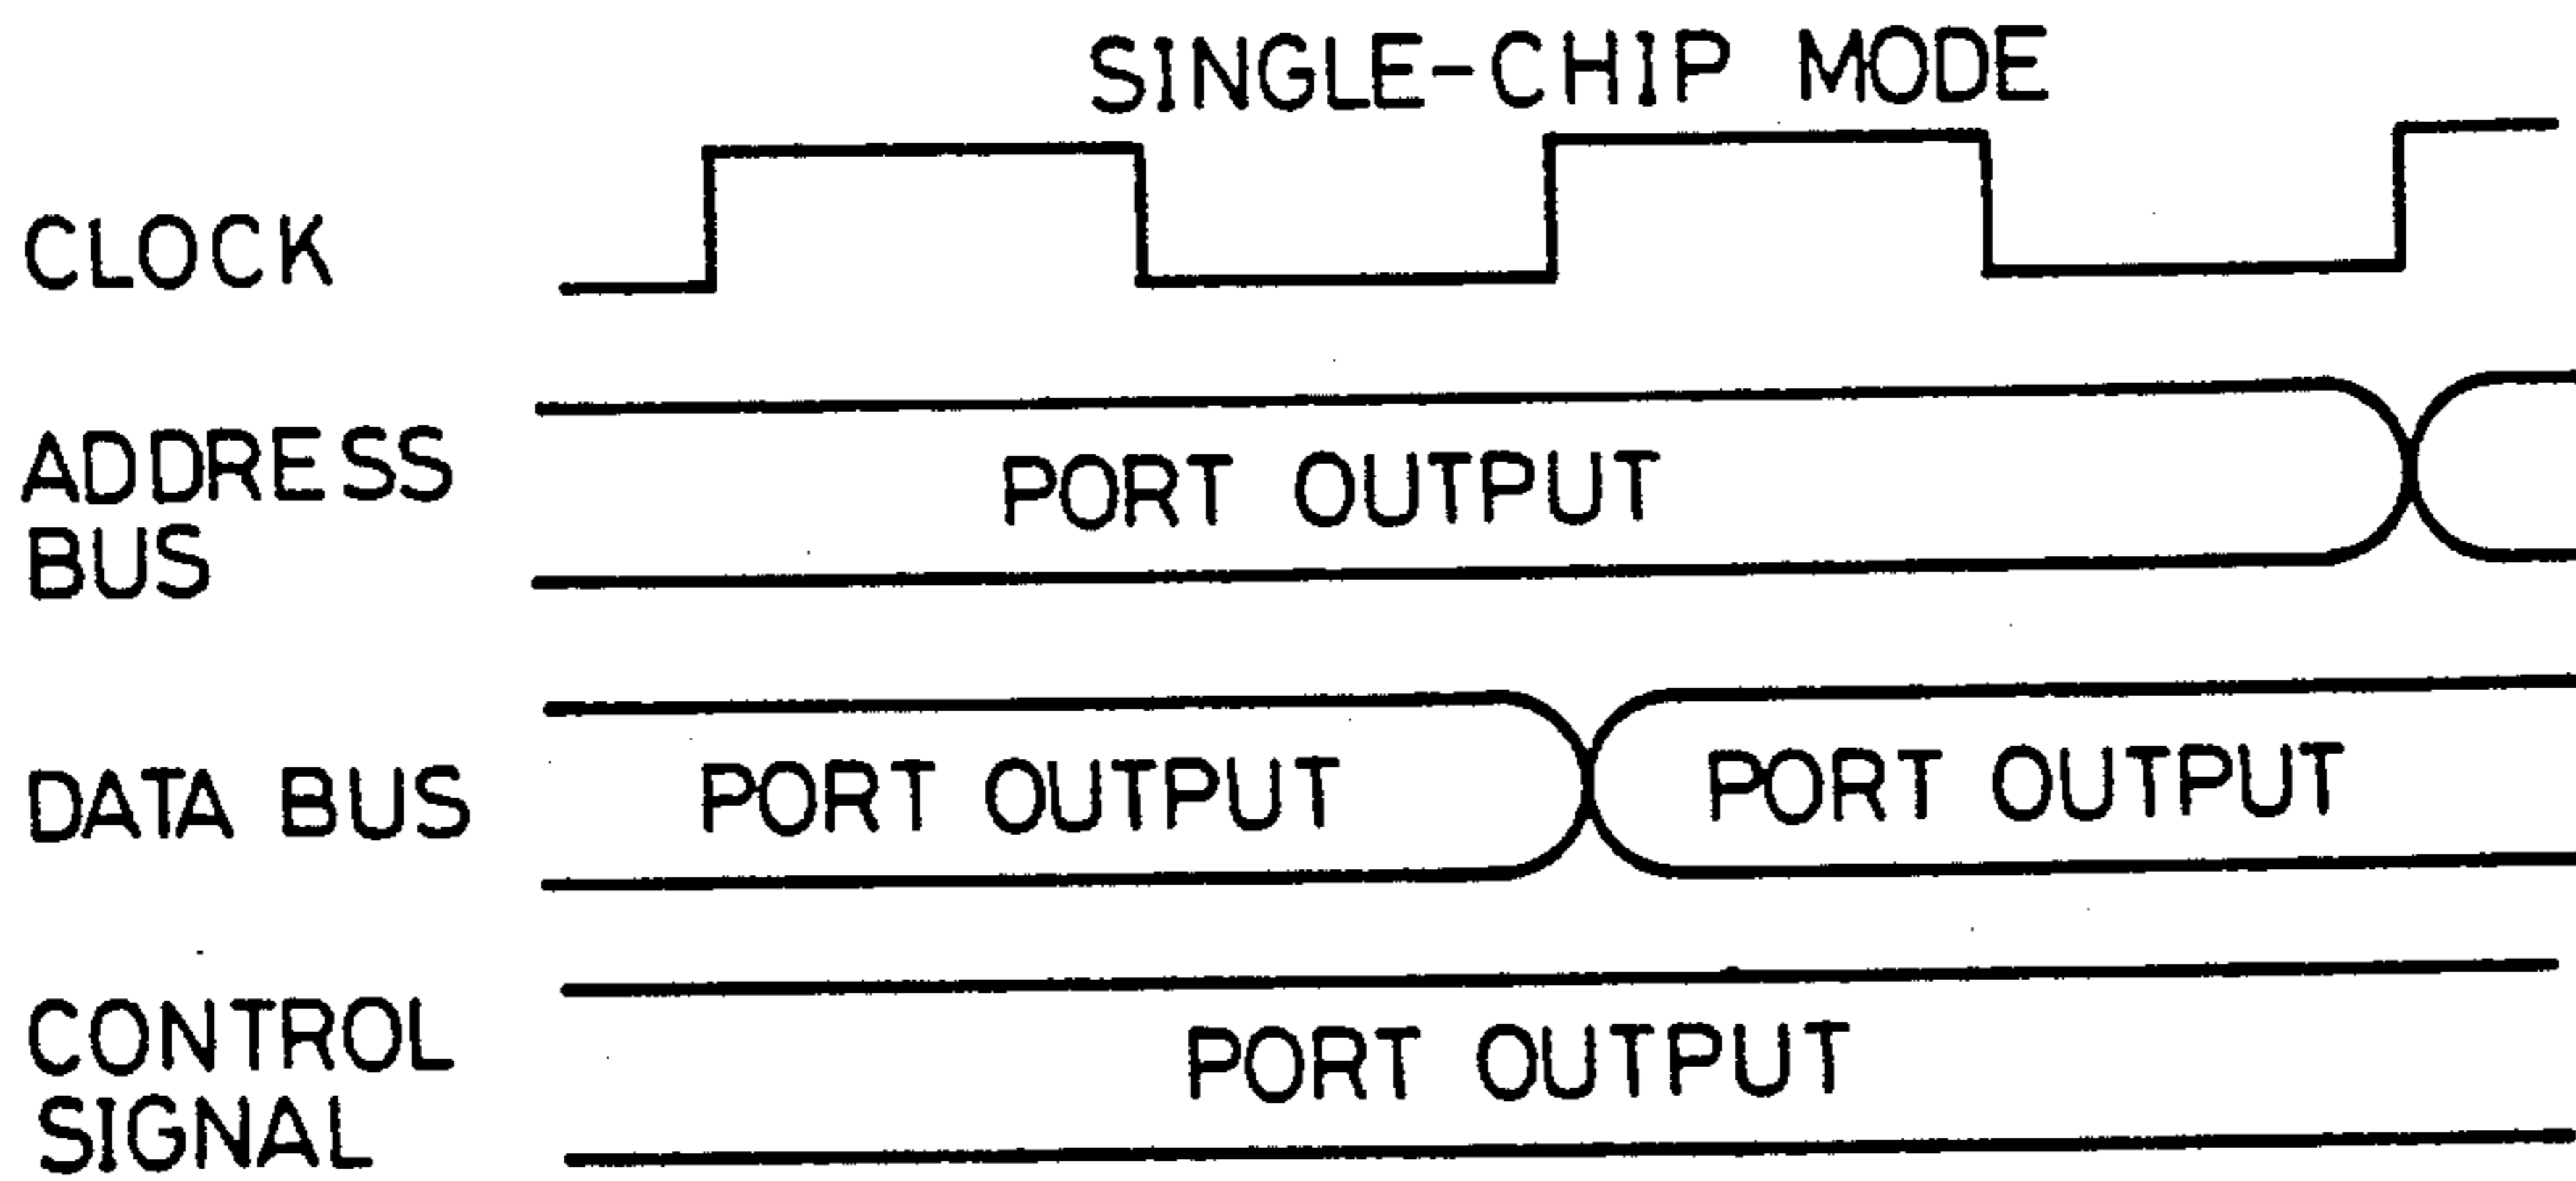 SINGLE-CHIP MODE
CLOCK
ADDRESS
BUS
PORT OUTPUT
DATA BUS
PORT OUTPUT
PORT OUTPUT
CONTROL
SIGNAL
PORT OUTPUT